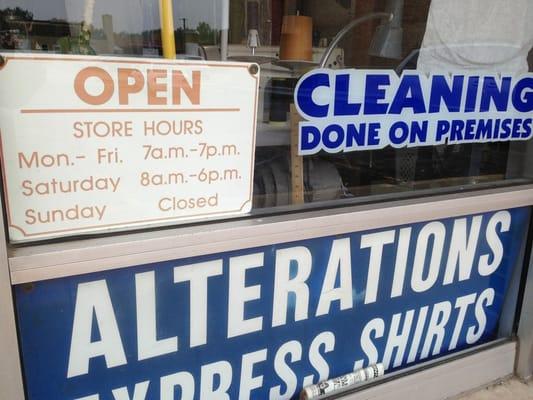 OPEN
STORE HOURS
Mon.- Fri. 7a.m.-7p.m.
Saturday 8a.m.-6p.m.
Sunday Closed
CLEANING
DONE ON PREMISES
ALTERATIONS
EXPRESS SHIRTS